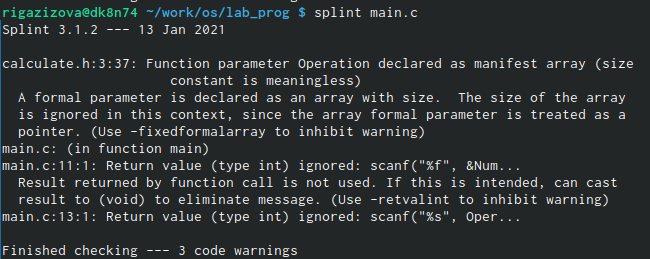 rigazizova@dk8n74 ~/work/os/lab_prog $ splint main.c
Splint 3.1.2 --- 13 Jan 2021
calculate.h:3:37: Function parameter Operation declared as manifest array (size
constant is meaningless)
A formal parameter is declared as an array with size.  The size of the array
is ignored in this context, since the array formal parameter is treated as a
pointer. (Use -fixedformalarray to inhibit warning)
main.c: (in function main)
main.c:11:1: Return value (type int) ignored: scanf("%f", &Num...
Result returned by function call is not used. If this is intended, can cast
result to (void) to eliminate message. (Use -retvalint to inhibit warning)
main.c:13:1: Return value (type int) ignored: scanf("%s", Oper...
Finished checking --- 3 code warnings